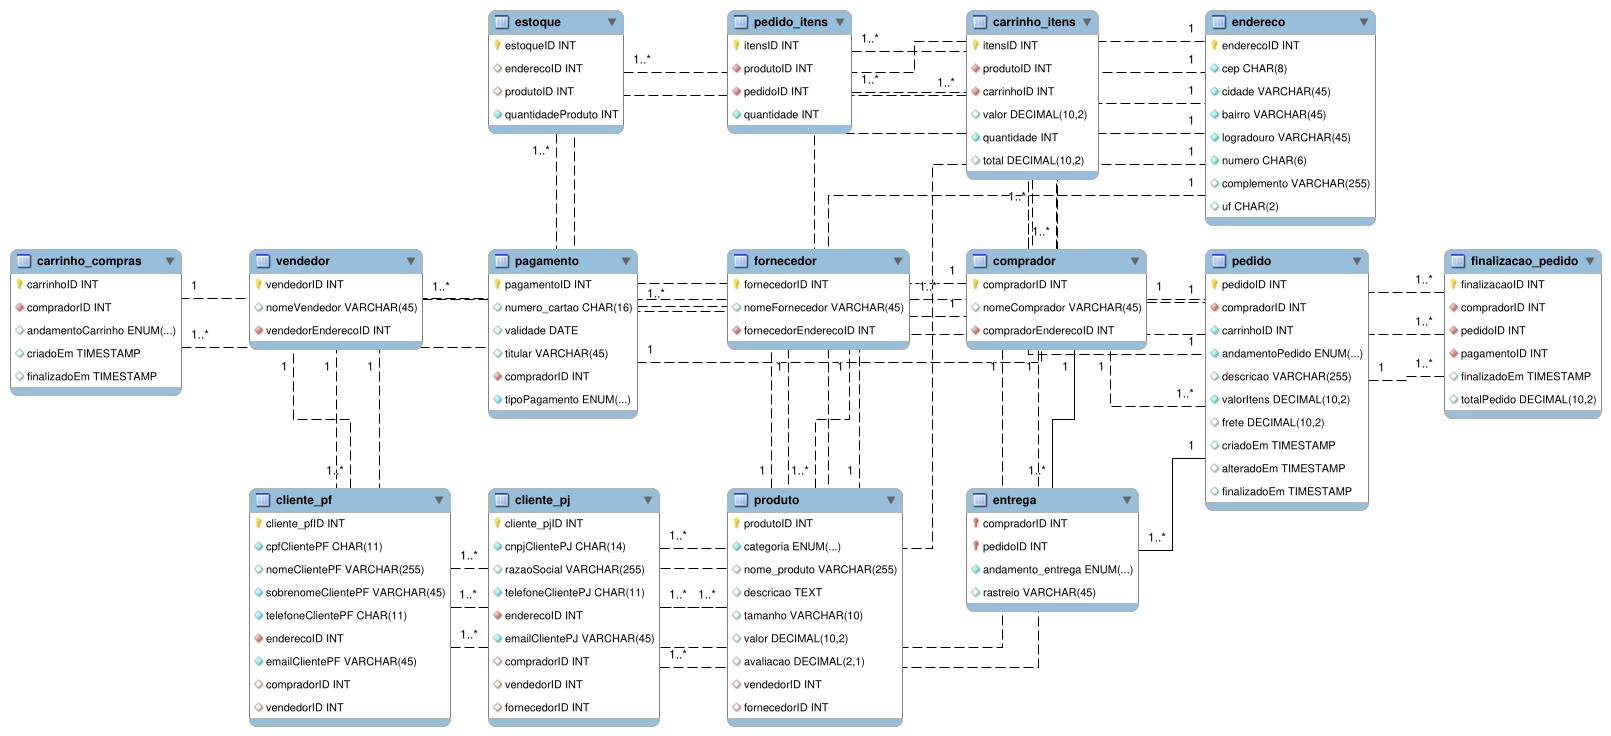 estoque
estoqueID INT
enderecoID INT
produtoID INT
quantidadeProduto INT
1..*
1..*
pedido_itens
itensID INT
produtoID INT
pedidoID INT
quantidade INT
1..*
1..*
1..*
carrinho_itens
itensID INT
produtoID INT
carrinhoID INT
valor DECIMAL(10,2)
quantidade INT
total DECIMAL(10,2)
1..*
1..*
1
1
1
1
1
1
endereco
enderecoID INT
cep CHAR(8)
cidade VARCHAR(45)
bairro VARCHAR(45)
logradouro VARCHAR(45)
numero CHAR(6)
complemento VARCHAR(255)
uf CHAR(2)
carrinho_compras
carrinhoID INT
compradorID INT
andamentoCarrinho ENUM(...)
criadoEm TIMESTAMP
finalizadoEm TIMESTAMP
1
1..*
vendedor
vendedorID INT
nomeVendedor VARCHAR(45)
vendedorEnderecoID INT
1..*
1
1
1
1..*
pagamento
pagamentoID INT
numero_cartao CHAR(16)
validade DATE
titular VARCHAR(45)
compradorID INT
tipoPagamento ENUM(...)
1..*
1
fornecedor
fornecedorID INT
nomeFornecedor VARCHAR(45)
fornecedorEnderecoID INT
1
1..*
1
1
1
1
1..*
1
comprador
compradorID INT
nomeComprador VARCHAR(45)
compradorEnderecoID INT
1
1
1
1
1
1..*
1
1..*
1
pedido
pedidoID INT
compradorID INT
carrinhoID INT
andamentoPedido ENUM(...)
descricao VARCHAR(255)
valorItens DECIMAL(10,2)
frete DECIMAL(10,2)
criadoEm TIMESTAMP
alteradoEm TIMESTAMP
finalizadoEm TIMESTAMP
1..*
1..*
1
1..*
finalizacao_pedido
finalizacaoID INT
compradorID INT
pedidoID INT
pagamentoID INT
finalizadoEm TIMESTAMP
totalPedido DECIMAL(10,2)
cliente_pf
cliente_pfID INT
cpfClientePF CHAR(11)
nomeClientePF VARCHAR(255)
sobrenomeClientePF VARCHAR(45)
telefoneClientePF CHAR(11)
enderecoID INT
emailClientePF VARCHAR(45)
compradorID INT
vendedorID INT
1..*
1..*
1..*
cliente_pj
cliente_pjID INT
cnpjClientePJ CHAR(14)
razaoSocial VARCHAR(255)
telefoneClientePJ CHAR(11)
enderecoID INT
emailClientePJ VARCHAR(45)
compradorID INT
vendedorID INT
fornecedorID INT
1..*
1..*
1..*
1..*
produto
produtoID INT
categoria ENUM(...)
nome_produto VARCHAR(255)
descricao TEXT
tamanho VARCHAR(10)
valor DECIMAL(10,2)
avaliacao DECIMAL(2,1)
vendedorID INT
fornecedorID INT
entrega
compradorID INT
pedidoID INT
andamento_entrega ENUM(...)
rastreio VARCHAR(45)
1..*